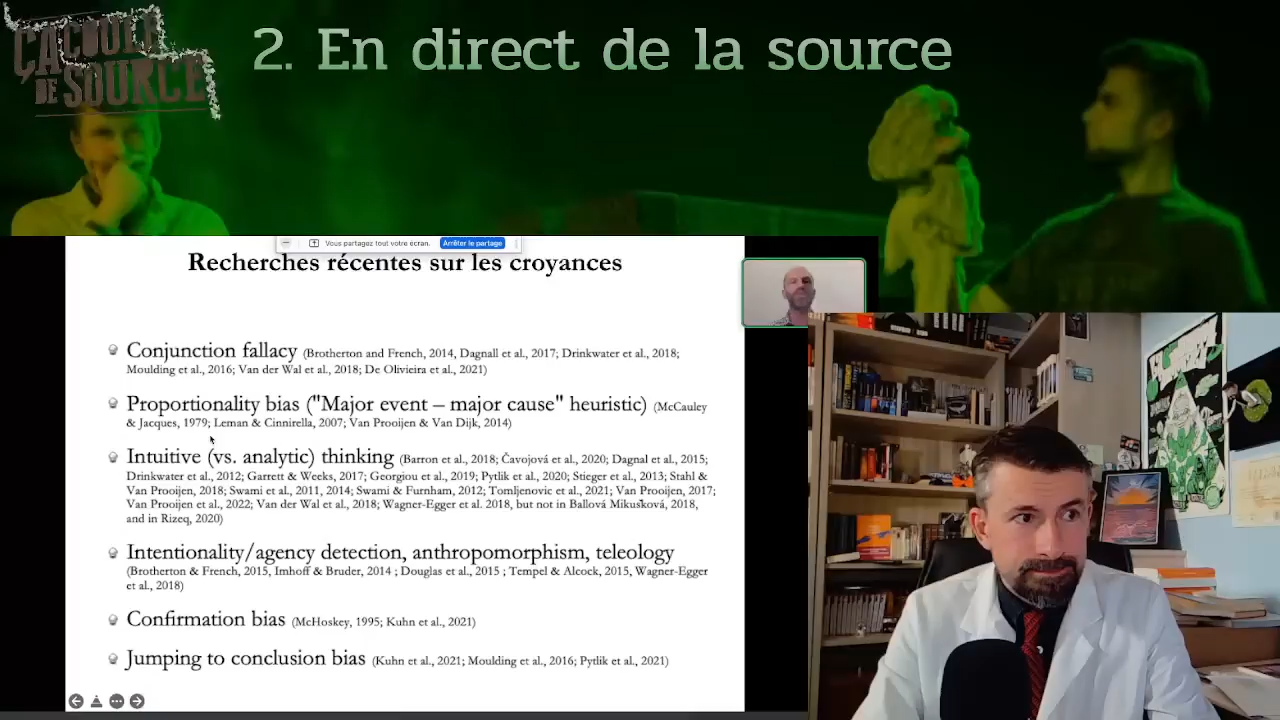 ÇA COULE
DE SOURCE
2. En direct de la source
Vous partagez tout votre écran. Arrêter le partage
Recherches récentes sur les croyances
Conjunction fallacy (Brotherton and French, 2014, Dagnall et al., 2017; Drinkwater et al., 2018;
Moulding et al., 2016; Van der Wal et al., 2018; De Olivieira et al., 2021)
Proportionality bias ("Major event – major cause" heuristic) (McCauley
& Jacques, 1979; Leman & Cinnirella, 2007; Van Prooijen & Van Dijk, 2014)
Intuitive (vs. analytic) thinking (Barron et al., 2018; Čavojová et al., 2020; Dagnal et al., 2015;
Drinkwater et al., 2012; Garrett & Weeks, 2017; Georgiou et al., 2019; Pytlik et al., 2020; Stieger et al., 2013; Stahl &
Van Prooijen, 2018; Swami et al., 2011, 2014; Swami & Furnham, 2012; Tomljenovic et al., 2021; Van Prooijen, 2017;
Van Prooijen et al., 2022; Van der Wal et al., 2018; Wagner-Egger et al. 2018, but not in Ballová Mikušková, 2018,
and in Rizeq, 2020)
Intentionality/agency detection, anthropomorphism, teleology
(Brotherton & French, 2015, Imhoff & Bruder, 2014 ; Douglas et al., 2015 ; Tempel & Alcock, 2015, Wagner-Egger
et al., 2018)
Confirmation bias (McHoskey, 1995; Kuhn et al., 2021)
Jumping to conclusion bias (Kuhn et al., 2021; Moulding et al., 2016; Pytlik et al., 2021)